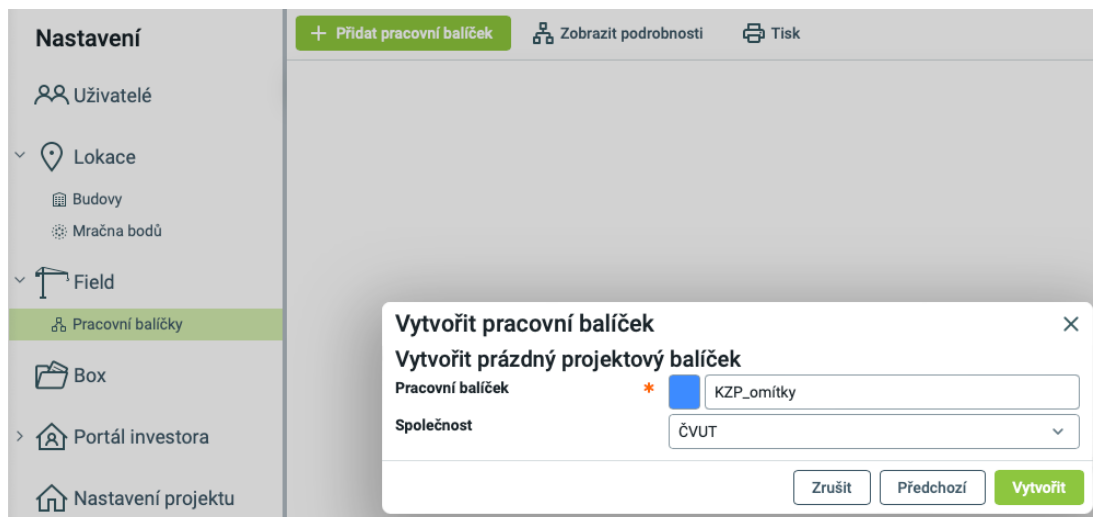 Nastavení
Uživatelé
Lokace
Budovy
Mračna bodů
Field
Pracovní balíčky
Box
Portál investora
Nastavení projektu
Přidat pracovní balíček
Zobrazit podrobnosti
Tisk
Vytvořit pracovní balíček
Vytvořit prázdný projektový balíček
Pracovní balíček * KZP_omítky
Společnost ČVUT
Zrušit Předchozí Vytvořit